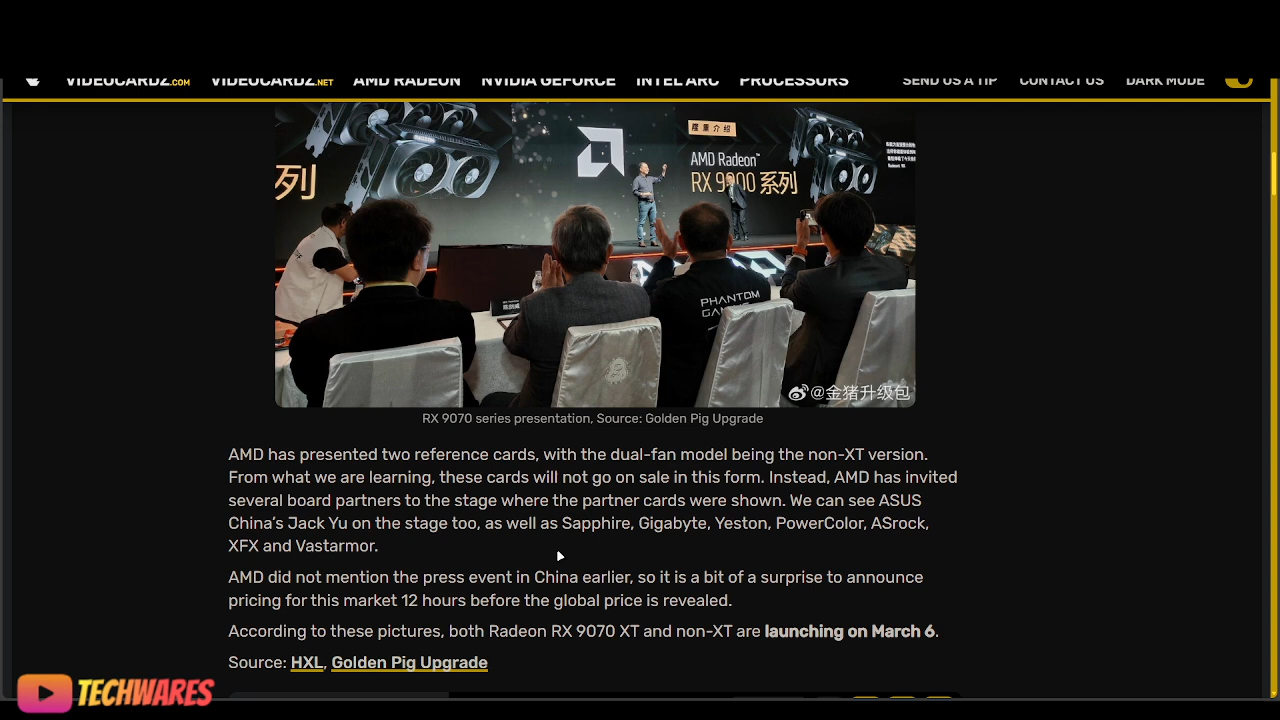 VIDEOCARDZ.COM VIDEOCARDZ.NET AMD RADEON NVIDIA GEFORCE INTEL ARC PROCESSORS SEND US A TIP CONTACT US DARK MODE
列
隆重介绍
AMD Radeon™
RX 9000 系列
PHANTOM
@金猪升级包
RX 9070 series presentation, Source: Golden Pig Upgrade
AMD has presented two reference cards, with the dual-fan model being the non-XT version.
From what we are learning, these cards will not go on sale in this form. Instead, AMD has invited
several board partners to the stage where the partner cards were shown. We can see ASUS
China's Jack Yu on the stage too, as well as Sapphire, Gigabyte, Yeston, PowerColor, ASrock,
XFX and Vastarmor.
AMD did not mention the press event in China earlier, so it is a bit of a surprise to announce
pricing for this market 12 hours before the global price is revealed.
According to these pictures, both Radeon RX 9070 XT and non-XT are launching on March 6.
Source: HXL, Golden Pig Upgrade
TECHWARES